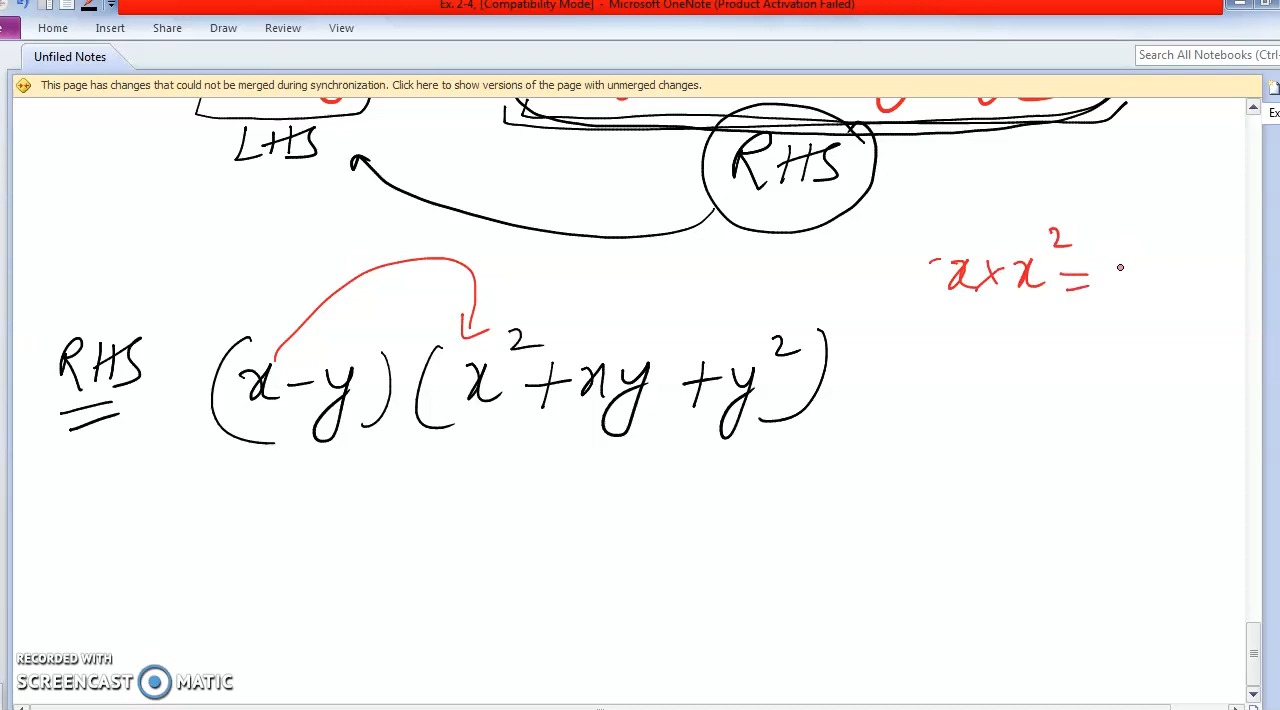 Ex. 2-4, [Compatibility Mode] - Microsoft OneNote (Product Activation Failed)
Home Insert Share Draw Review View
Unfiled Notes
Search All Notebooks (Ctrl+
This page has changes that could not be merged during synchronization. Click here to show versions of the page with unmerged changes.
Ex
LHS
RHS
x × x² =
RHS (x - y) (x² + xy + y²)
RECORDED WITH
SCREENCAST MATIC